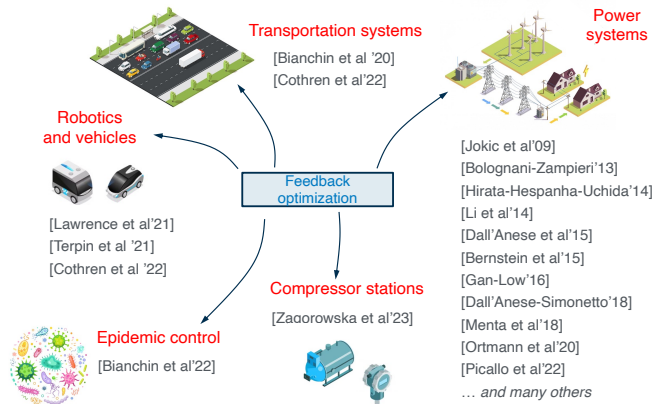 Transportation systems
[Bianchin et al '20]
[Cothren et al'22]
Power
systems
Robotics
and vehicles
[Lawrence et al'21]
[Terpin et al '21]
[Cothren et al '22]
Feedback
optimization
[Jokic et al'09]
[Bolognani-Zampieri'13]
[Hirata-Hespanha-Uchida'14]
[Li et al'14]
[Dall'Anese et al'15]
[Bernstein et al'15]
[Gan-Low'16]
[Dall'Anese-Simonetto'18]
[Menta et al'18]
[Ortmann et al'20]
[Picallo et al'22]
… and many others
Compressor stations
[Zagorowska et al'23]
Epidemic control
[Bianchin et al'22]